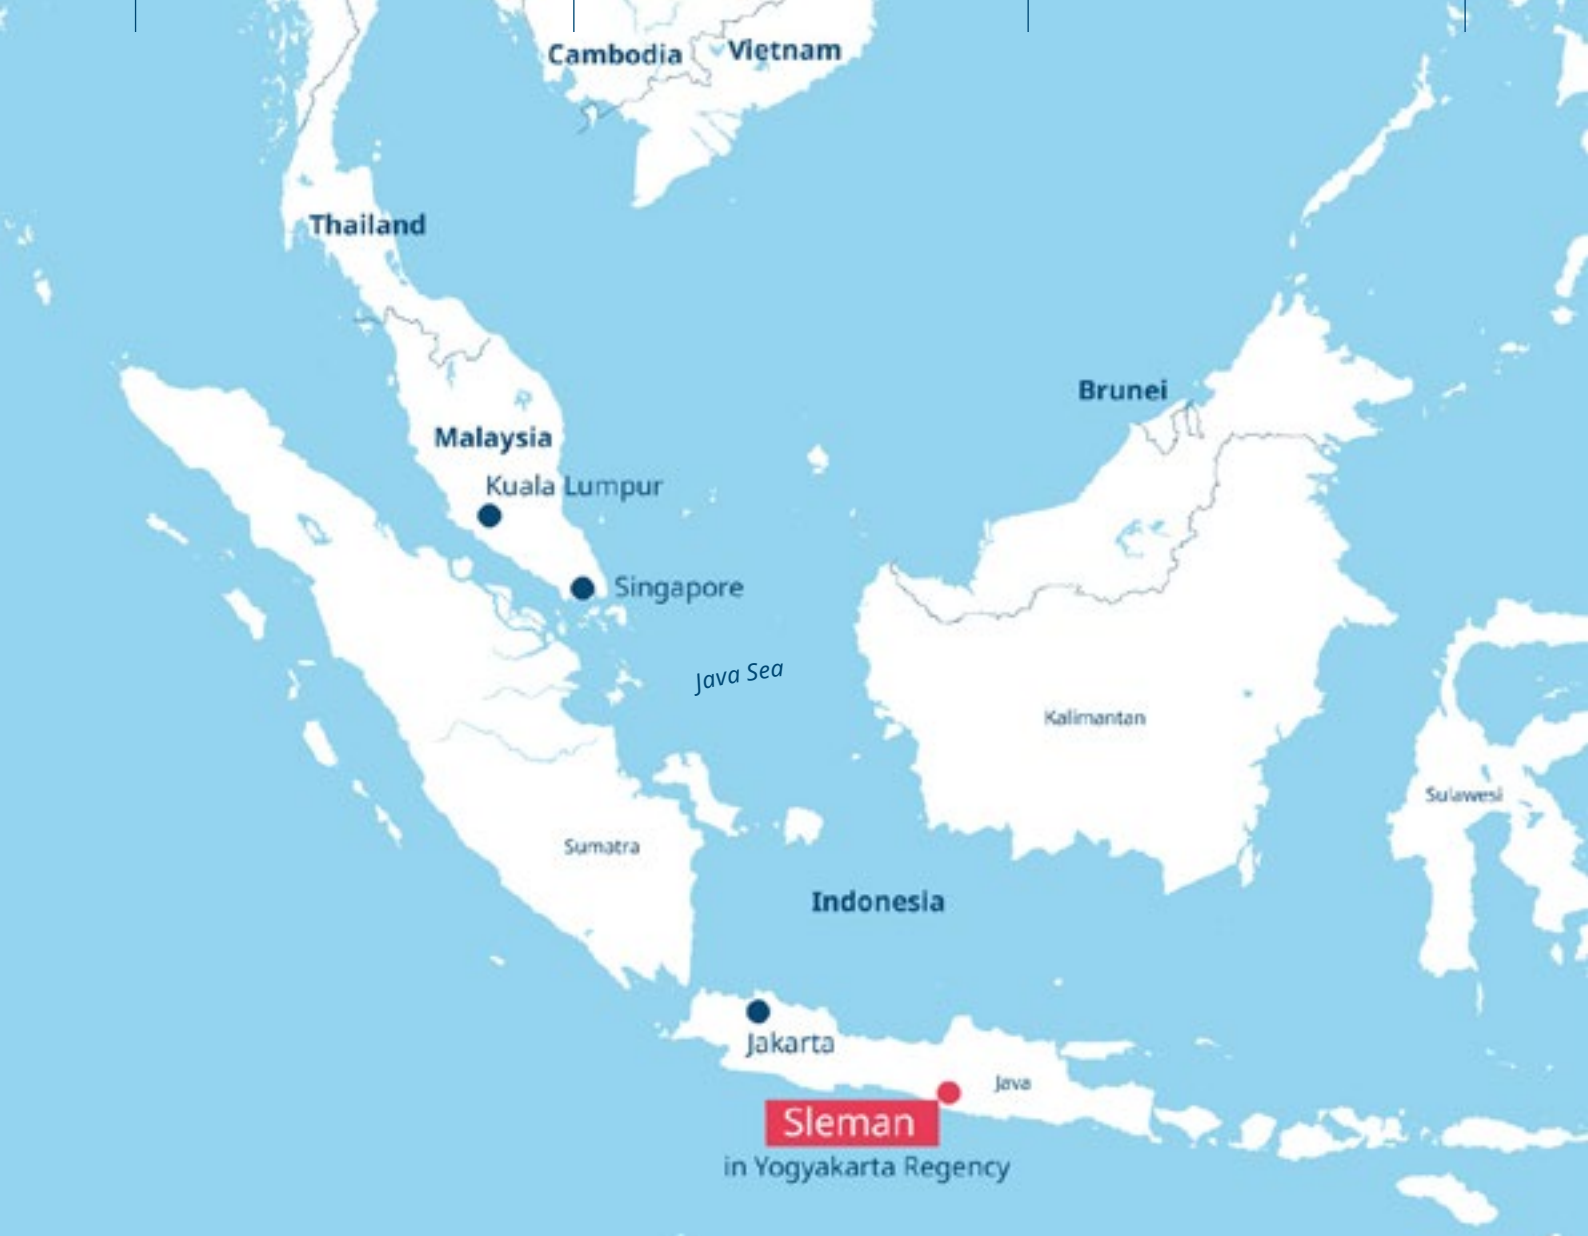 Cambodia
Vietnam
Thailand
Brunei
Malaysia
Kuala Lumpur
Singapore
Java Sea
Kalimantan
Sulawesi
Sumatra
Indonesia
Jakarta
Java
Sleman
in Yogyakarta Regency